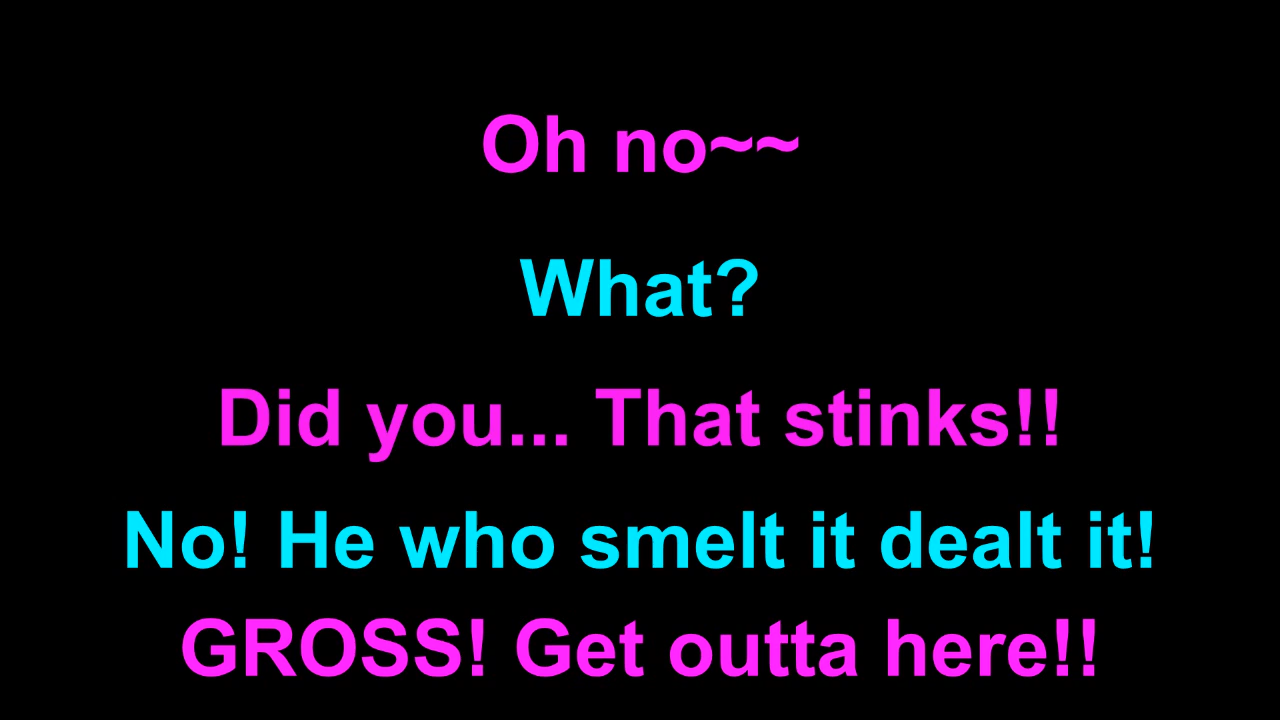 Oh no~~
What?
Did you... That stinks!!
No! He who smelt it dealt it!
GROSS! Get outta here!!